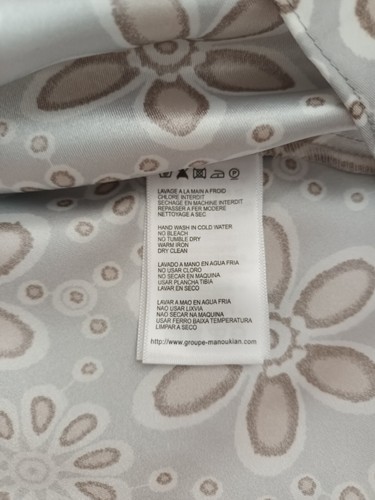 LAVAGE A LA MAIN A FROID
CHLORE INTERDIT
SECHAGE EN MACHINE INTERDIT
REPASSER A FER MODERE
NETTOYAGE A SEC
HAND WASH IN COLD WATER
NO BLEACH
NO TUMBLE DRY
WARM IRON
DRY CLEAN
LAVADO A MANO EN AGUA FRIA
NO USAR CLORO
NO SECAR EN MAQUINA
USAR PLANCHA TIBIA
LAVAR EN SECO
LAVAR A MAO EN AGUA FRIA
NAO USAR LIXVIA
NAO SECAR NA MAQUINA
USAR FERRO BAIXA TEMPERATURA
LIMPAR A SECO
http://www.groupe-manoukian.com